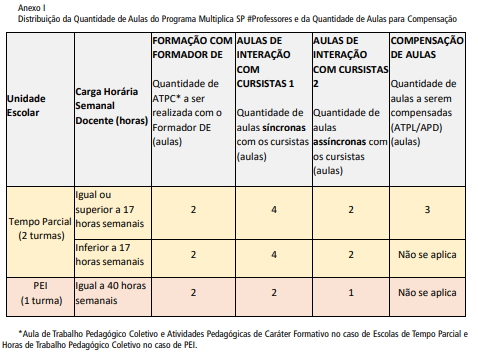 Anexo I
Distribuição da Quantidade de Aulas do Programa Multiplica SP #Professores e da Quantidade de Aulas para Compensação
Unidade
Escolar
Carga Horária
Semanal
Docente (horas)
FORMAÇÃO COM
FORMADOR DE
Quantidade de
ATPC* a ser
realizada com o
Formador DE
(aulas)
AULAS DE
INTERAÇÃO
COM
CURSISTAS 1
Quantidade de
aulas síncronas
com os cursistas
(aulas)
AULAS DE
INTERAÇÃO
COM CURSISTAS
2
Quantidade de
aulas
assíncronas com
os cursistas
(aulas)
COMPENSAÇÃO
DE AULAS
Quantidade de
aulas a serem
compensadas
(ATPL/APD)
(aulas)
Tempo Parcial
(2 turmas)
Igual ou
superior a 17
horas semanais
2
4
2
3
Inferior a 17
horas semanais
2
4
2
Não se aplica
PEI
(1 turma)
Igual a 40 horas
semanais
2
2
1
Não se aplica
*Aula de Trabalho Pedagógico Coletivo e Atividades Pedagógicas de Caráter Formativo no caso de Escolas de Tempo Parcial e
Horas de Trabalho Pedagógico Coletivo no caso de PEI.